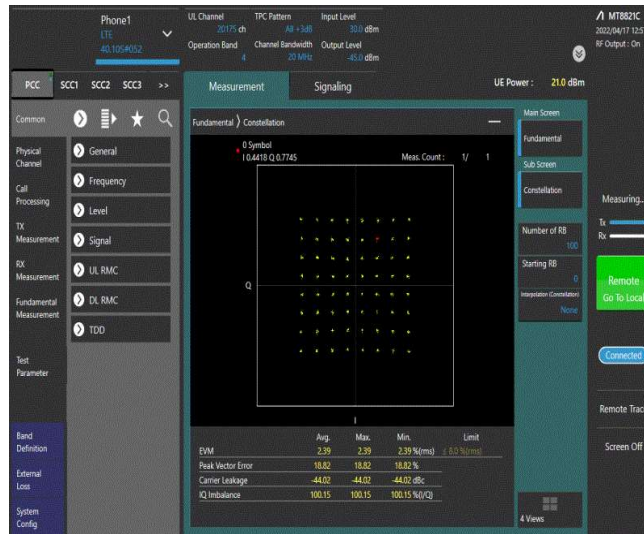 Phone1
LTE
40.10S#052
UL Channel TPC Pattern Input Level
20175 ch All +3dB 30.0 dBm
Operation Band Channel Bandwidth Output Level
4 20 MHz -45.0 dBm
MT8821C
2022/04/17 12:5
RF Output : On
PCC SCC1 SCC2 SCC3 >>
Measurement Signaling
UE Power : 21.0 dBm
Common
Physical
Channel
Call
Processing
TX
Measurement
RX
Measurement
Fundamental
Measurement
Test
Parameter
Band
Definition
External
Loss
System
Config
General
Frequency
Level
Signal
UL RMC
DL RMC
TDD
Fundamental ⟩ Constellation
0 Symbol
I 0.4418 Q 0.7745 Meas. Count : 1/ 1
Q
I
Avg. Max. Min. Limit
EVM 2.39 2.39 2.39 %(rms) ≤ 8.0 %(rms)
Peak Vector Error 18.82 18.82 18.82 %
Carrier Leakage -44.02 -44.02 -44.02 dBc
IQ Imbalance 100.15 100.15 100.15 %(I/Q)
Main Screen
Fundamental
Sub Screen
Constellation
Number of RB
100
Starting RB
0
Interpolation (Constellation)
None
4 Views
Measuring...
Tx
Rx
Remote
Go To Local
Connected
Remote Trac
Screen Off